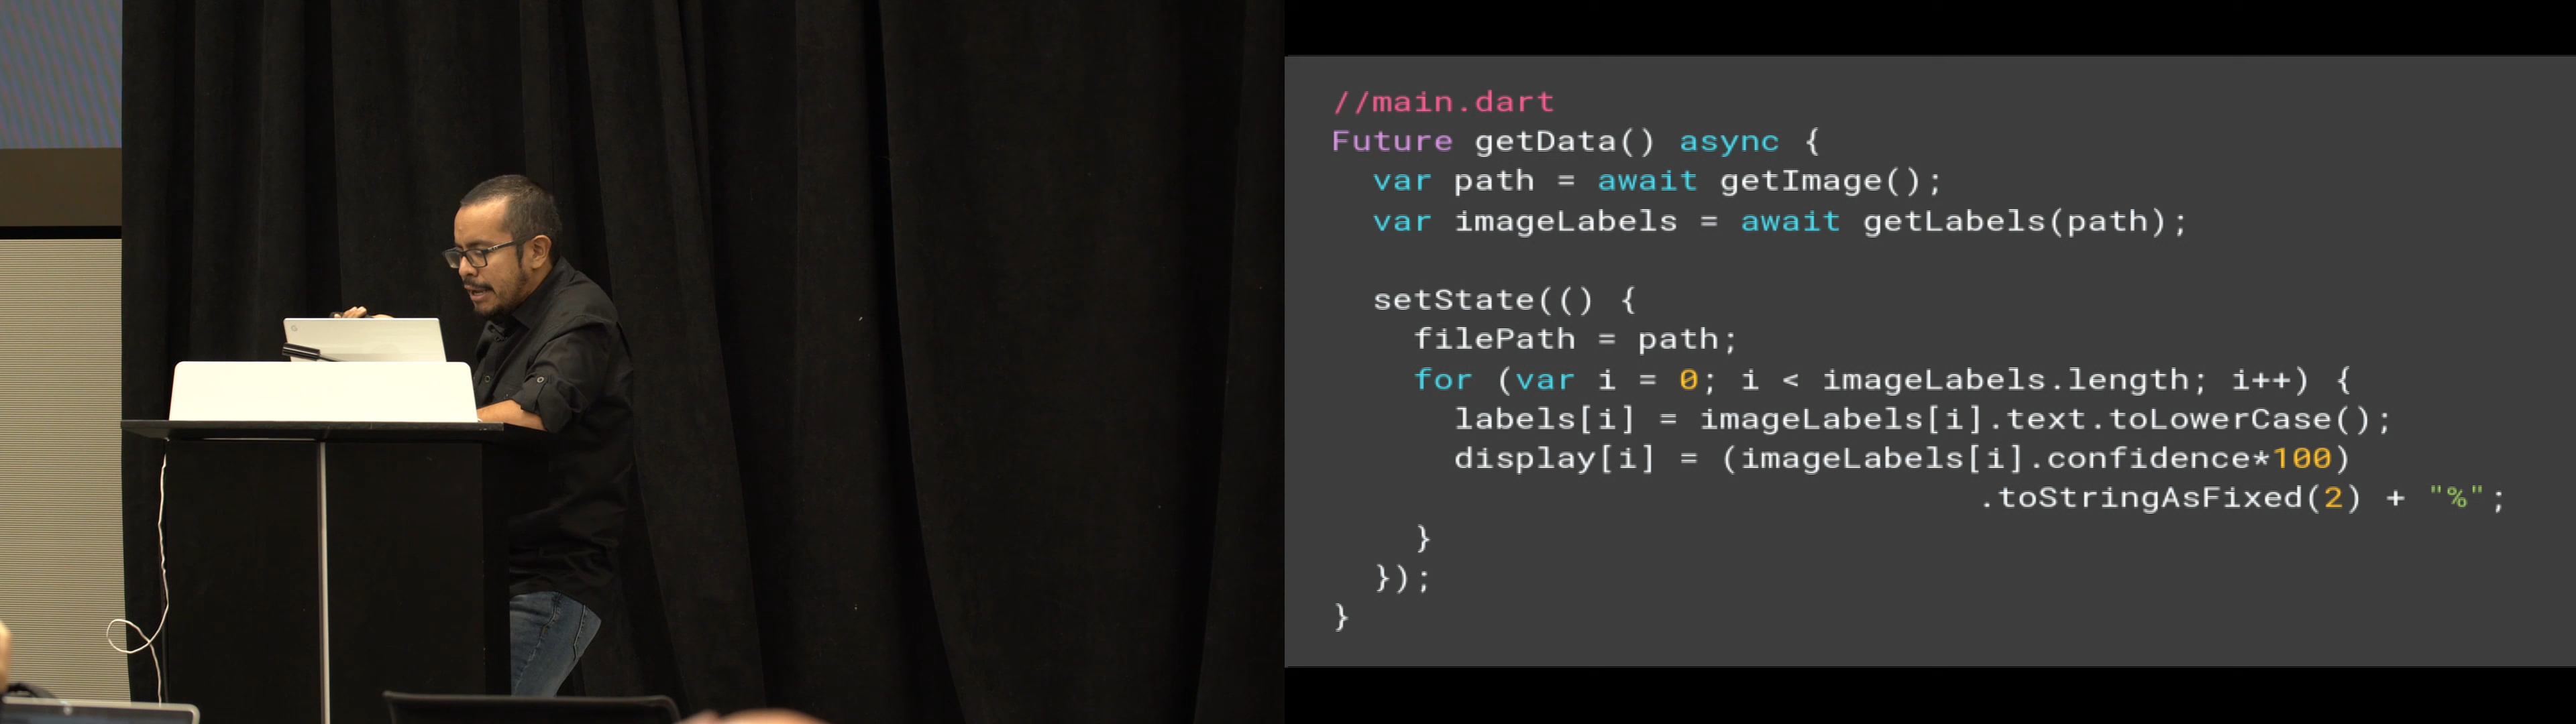 //main.dart
Future getData() async {
var path = await getImage();
var imageLabels = await getLabels(path);
setState(() {
filePath = path;
for (var i = 0; i < imageLabels.length; i++) {
labels[i] = imageLabels[i].text.toLowerCase();
display[i] = (imageLabels[i].confidence*100)
.toStringAsFixed(2) + "%";
}
});
}